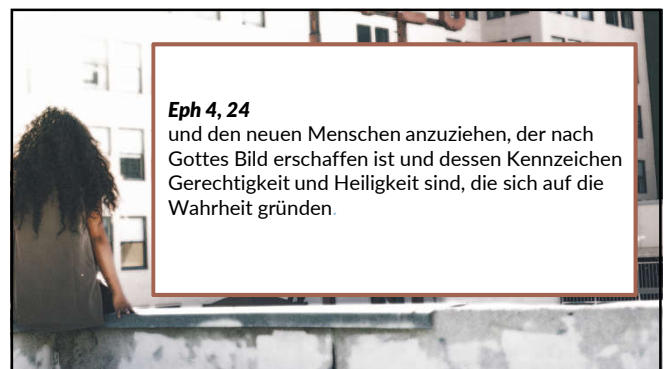 Eph 4, 24
und den neuen Menschen anzuziehen, der nach
Gottes Bild erschaffen ist und dessen Kennzeichen
Gerechtigkeit und Heiligkeit sind, die sich auf die
Wahrheit gründen.